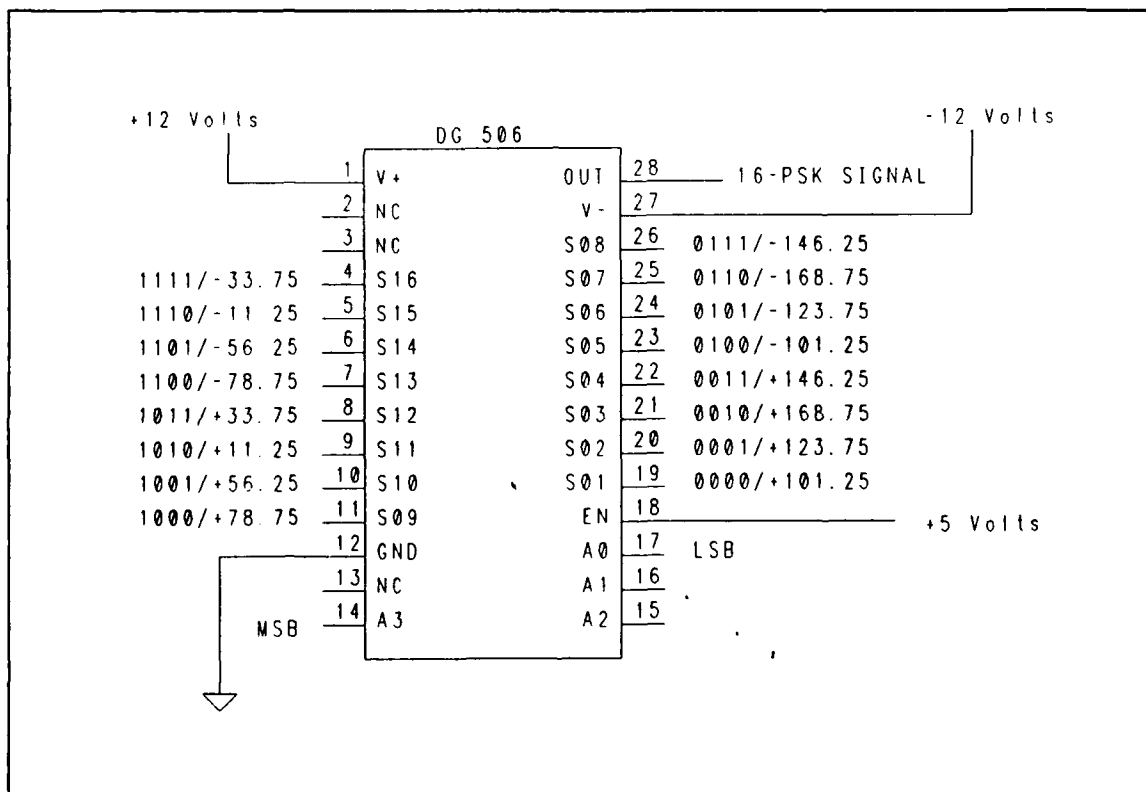 +12 Volts
-12 Volts
DG 506
1 V+ OUT 28 16-PSK SIGNAL
2 NC V- 27
3 NC S08 26 0111/-146.25
1111/-33.75 4 S16 S07 25 0110/-168.75
1110/-11 25 5 S15 S06 24 0101/-123.75
1101/-56 25 6 S14 S05 23 0100/-101.25
1100/-78.75 7 S13 S04 22 0011/+146.25
1011/+33.75 8 S12 S03 21 0010/+168.75
1010/+11.25 9 S11 S02 20 0001/+123.75
1001/+56.25 10 S10 S01 19 0000/+101.25
1000/+78.75 11 S09 EN 18 +5 Volts
12 GND A0 17 LSB
13 NC A1 16
MSB 14 A3 A2 15